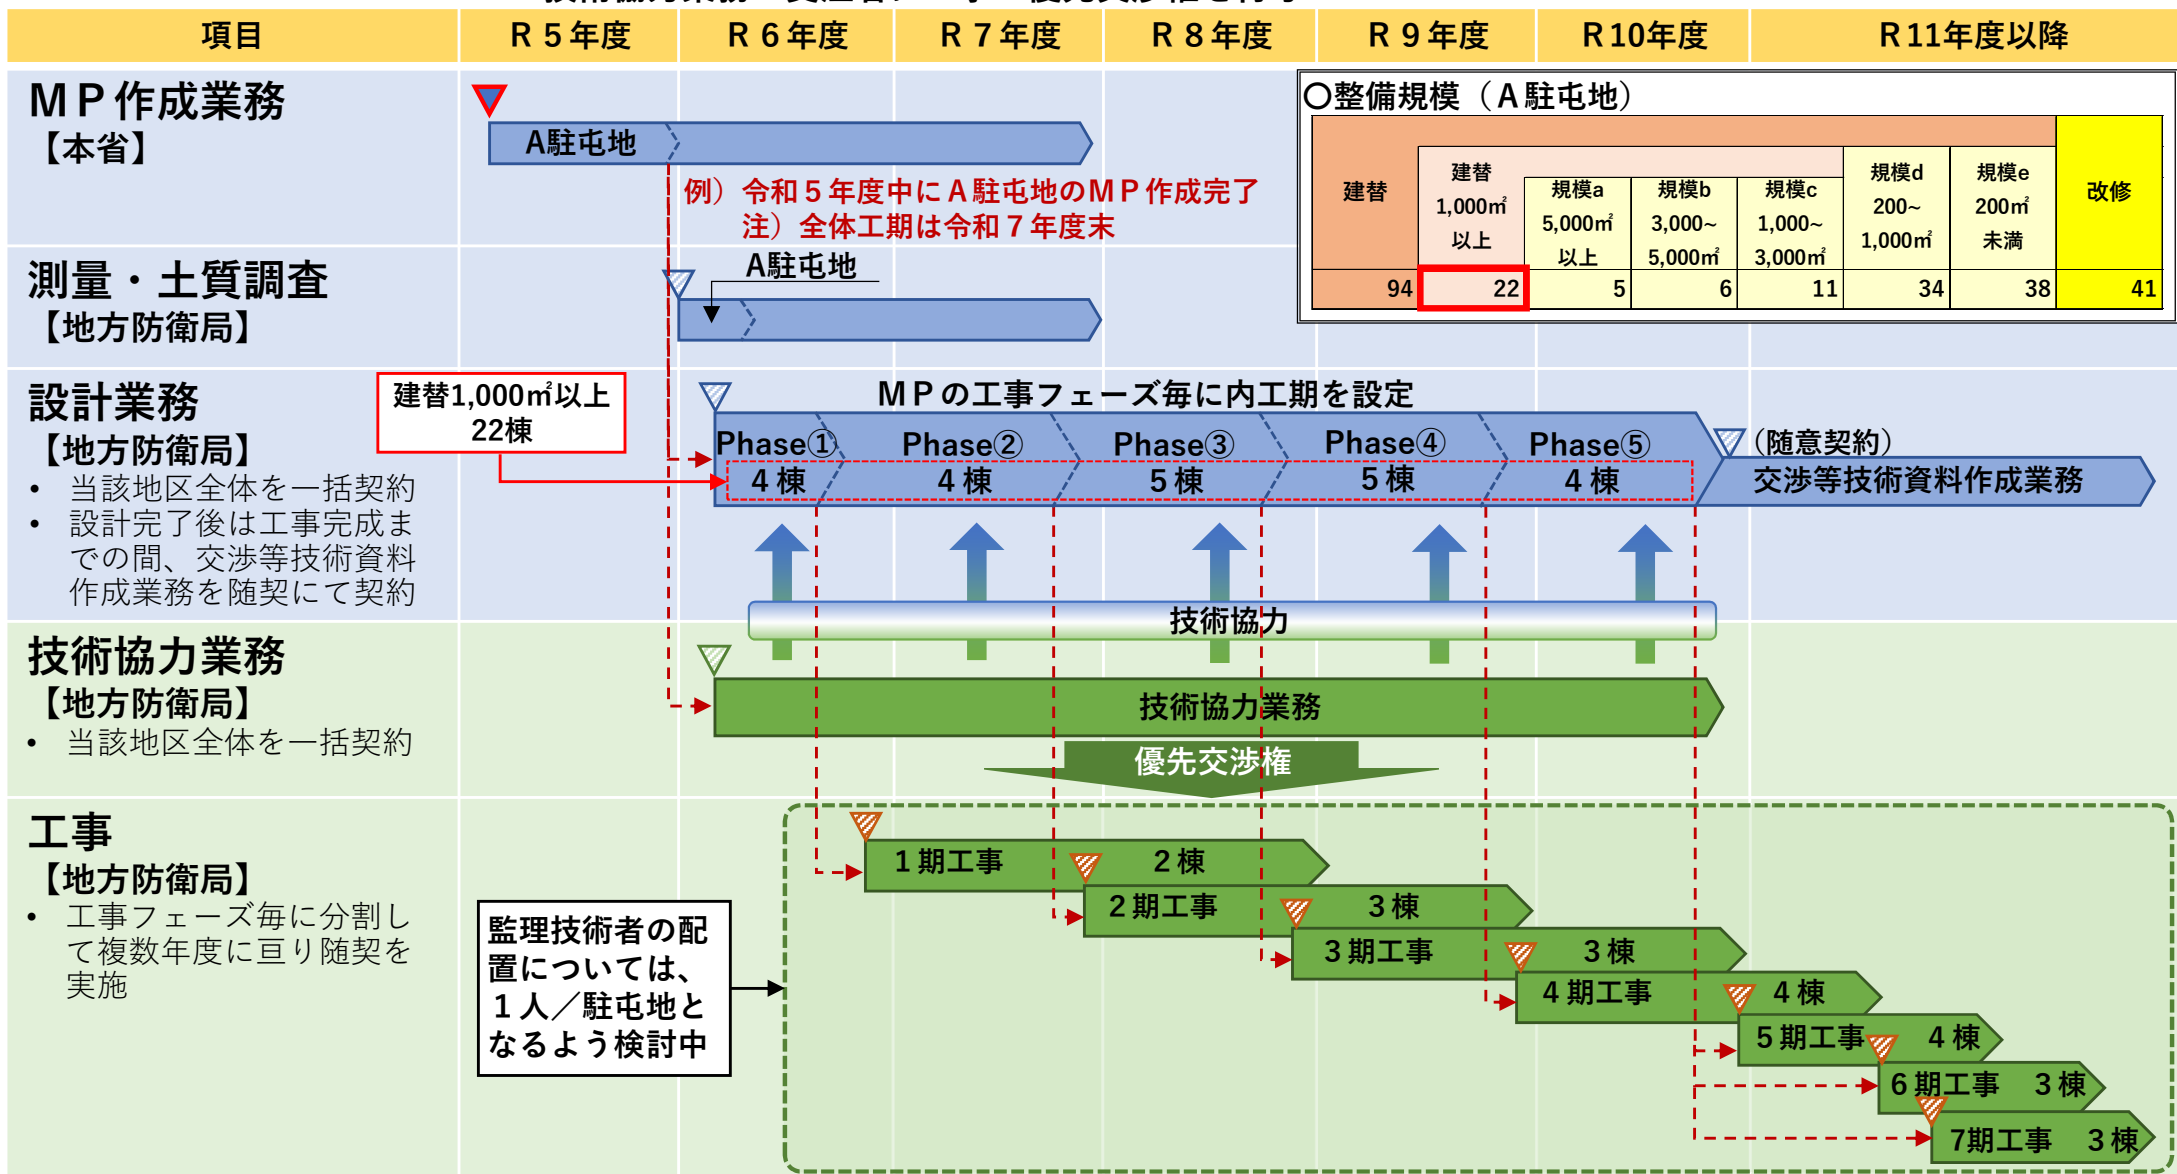 項目
R５年度
R６年度
R７年度
R８年度
R９年度
R10年度
R11年度以降
ＭＰ作成業務
【本省】
A駐屯地
例）令和５年度中にＡ駐屯地のＭＰ作成完了
注）全体工期は令和７年度末
〇整備規模（Ａ駐屯地）
建替
建替
1,000㎡
以上
規模a
5,000㎡
以上
規模b
3,000~
5,000㎡
規模c
1,000~
3,000㎡
規模d
200~
1,000㎡
規模e
200㎡
未満
改修
94
22
5
6
11
34
38
41
測量・土質調査
【地方防衛局】
A駐屯地
設計業務
【地方防衛局】
• 当該地区全体を一括契約
• 設計完了後は工事完成ま
での間、交渉等技術資料
作成業務を随契にて契約
建替1,000㎡以上
22棟
ＭＰの工事フェーズ毎に内工期を設定
Phase①
Phase②
Phase③
Phase④
Phase⑤
４棟
４棟
５棟
５棟
４棟
（随意契約）
交渉等技術資料作成業務
技術協力
技術協力業務
【地方防衛局】
• 当該地区全体を一括契約
技術協力業務
優先交渉権
工事
【地方防衛局】
• 工事フェーズ毎に分割し
て複数年度に亘り随契を
実施
監理技術者の配
置については、
１人／駐屯地と
なるよう検討中
１期工事 ２棟
２期工事 ３棟
３期工事 ３棟
４期工事 ４棟
５期工事 ４棟
６期工事 ３棟
7期工事 ３棟